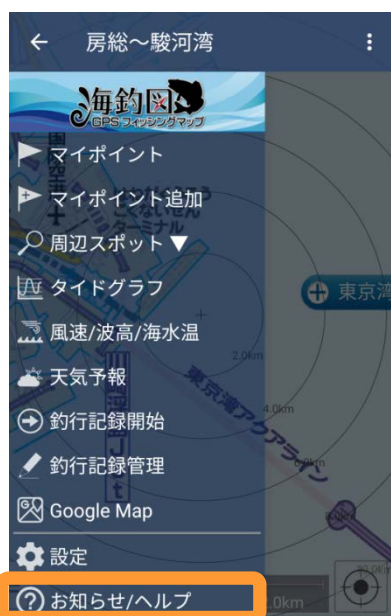 房総～駿河湾
海釣図
GPS フィッシングマップ
マイポイント
マイポイント追加
周辺スポット▼
タイドグラフ
風速/波高/海水温
天気予報
釣行記録開始
釣行記録管理
Google Map
設定
お知らせ/ヘルプ
東京湾
2.0km
4.0km
東京湾アクアライン
2.0km